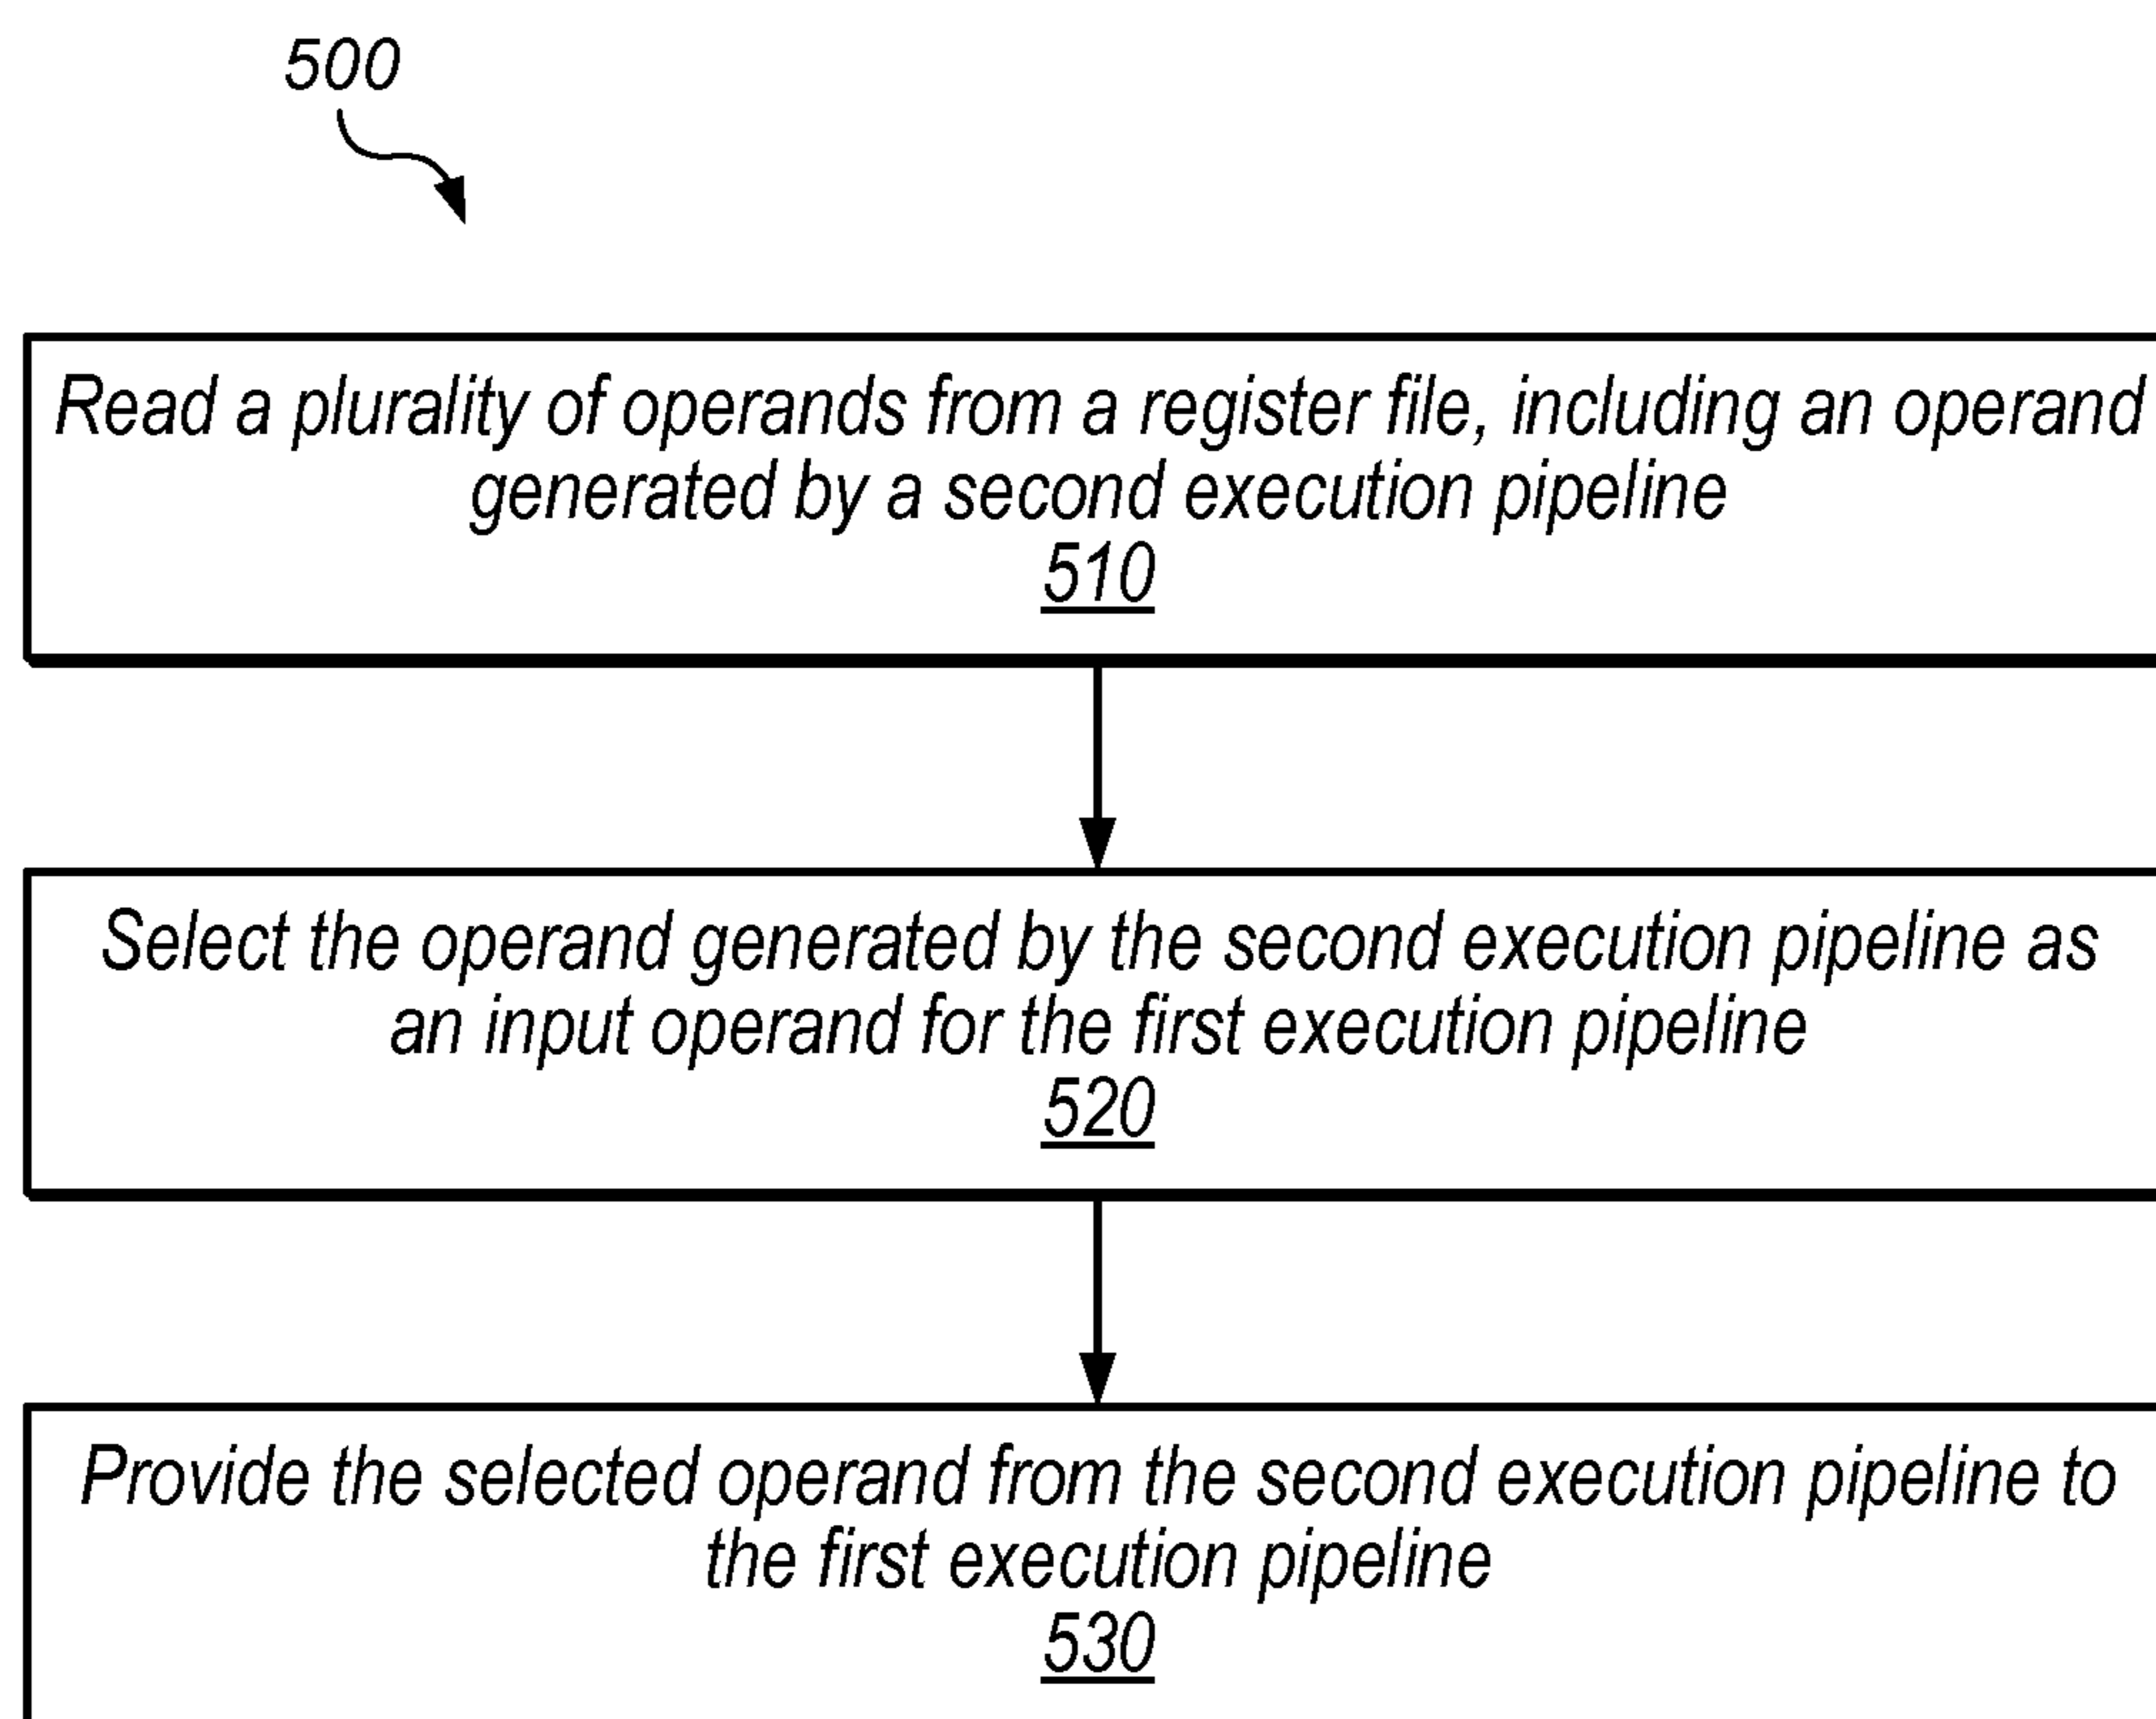 500
Read a plurality of operands from a register file, including an operand
generated by a second execution pipeline
510
Select the operand generated by the second execution pipeline as
an input operand for the first execution pipeline
520
Provide the selected operand from the second execution pipeline to
the first execution pipeline
530